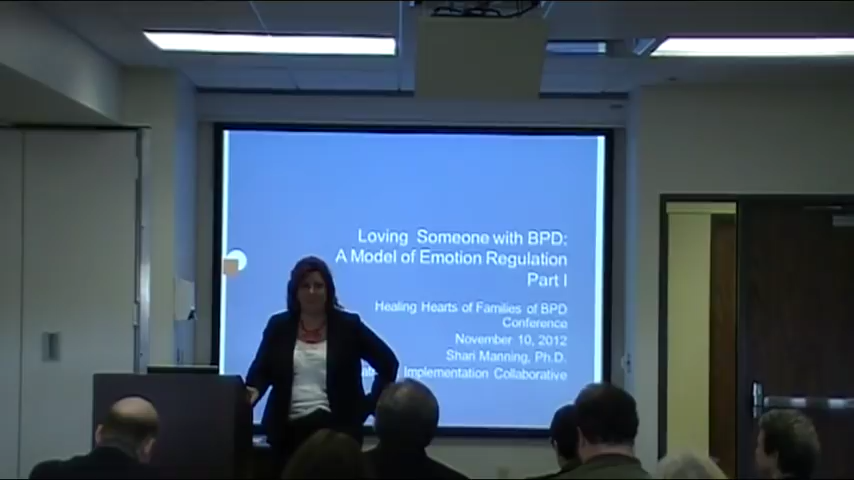 Loving Someone with BPD:
A Model of Emotion Regulation
Part I
Healing Hearts of Families of BPD
Conference
November 10, 2012
Shari Manning, Ph.D.
Implementation Collaborative